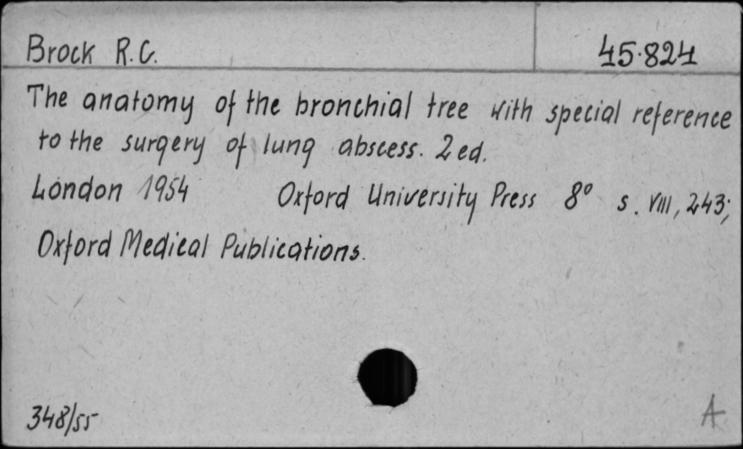 Brock R.C. 45.824
The anatomy of the bronchial tree with special reference
to the surgery of lung abscess. 2 ed.
London 1954 Oxford University Press 8° s. VIII, 243;
Oxford Medical Publications.
348/55 A